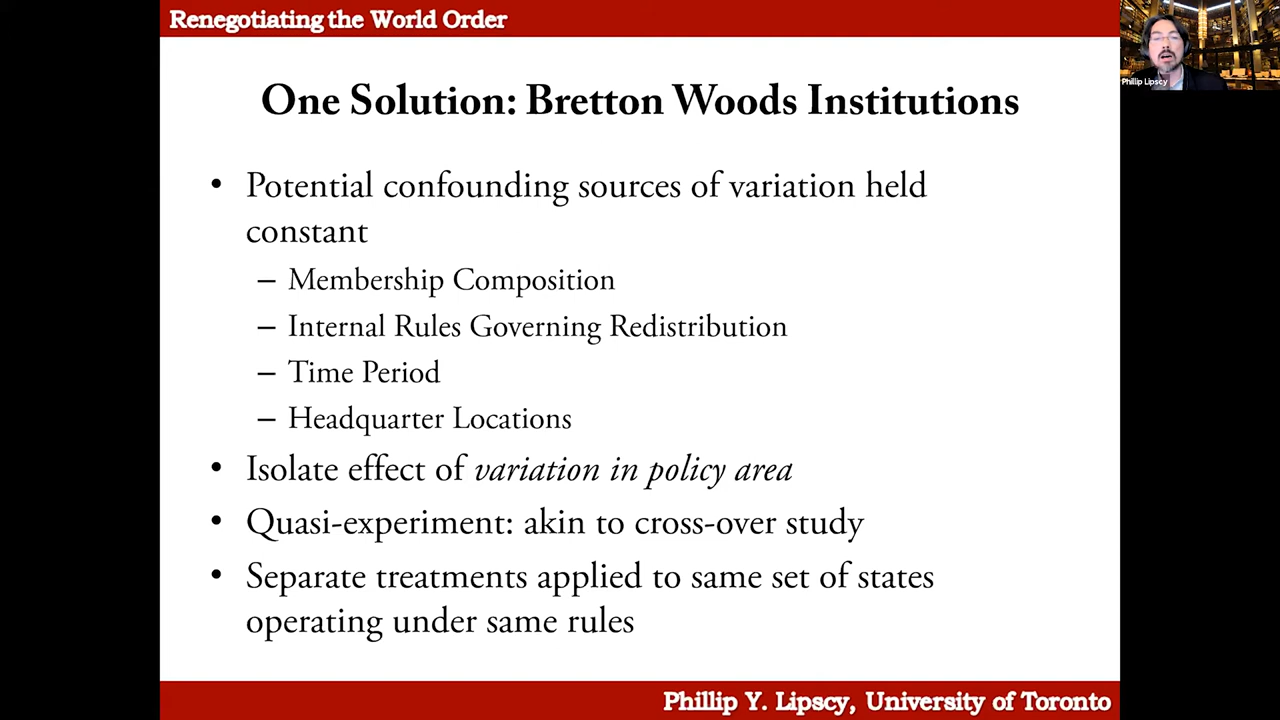 Renegotiating the World Order
Phillip Lipscy
One Solution: Bretton Woods Institutions
• Potential confounding sources of variation held
constant
– Membership Composition
– Internal Rules Governing Redistribution
– Time Period
– Headquarter Locations
• Isolate effect of variation in policy area
• Quasi-experiment: akin to cross-over study
• Separate treatments applied to same set of states
operating under same rules
Phillip Y. Lipscy, University of Toronto